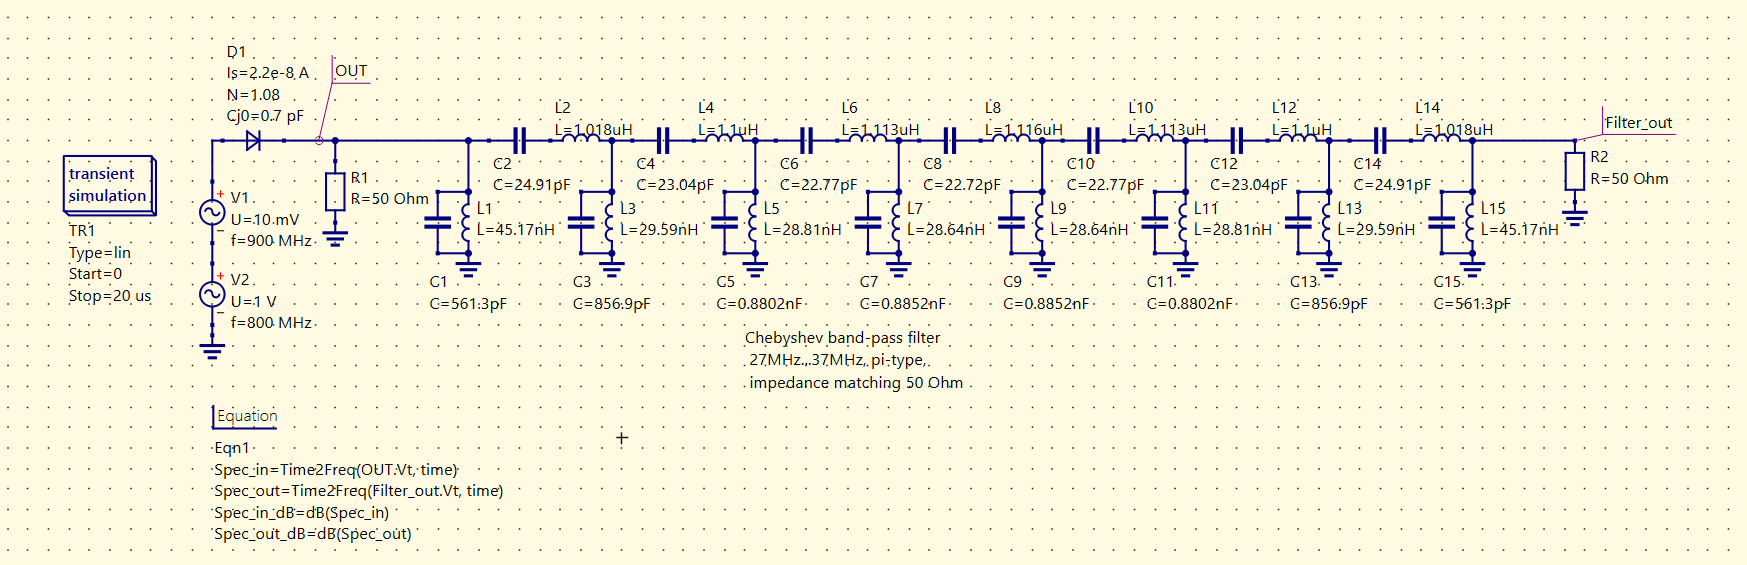 D1
Is=2.2e-8 A
N=1.08
Cj0=0.7 pF
OUT
transient
simulation
TR1
Type=lin
Start=0
Stop=20 us
V1
U=10 mV
f=900 MHz
V2
U=1 V
f=800 MHz
R1
R=50 Ohm
L2
L=1.018uH
L4
L=1.1uH
L6
L=1.113uH
L8
L=1.116uH
L10
L=1.113uH
L12
L=1.1uH
L14
L=1.018uH
Filter_out
R2
R=50 Ohm
C2
C=24.91pF
C4
C=23.04pF
C6
C=22.77pF
C8
C=22.72pF
C10
C=22.77pF
C12
C=23.04pF
C14
C=24.91pF
L1
L=45.17nH
L3
L=29.59nH
L5
L=28.81nH
L7
L=28.64nH
L9
L=28.64nH
L11
L=28.81nH
L13
L=29.59nH
L15
L=45.17nH
C1
C=561.3pF
C3
C=856.9pF
C5
C=0.8802nF
C7
C=0.8852nF
C9
C=0.8852nF
C11
C=0.8802nF
C13
C=856.9pF
C15
C=561.3pF
Chebyshev band-pass filter
27MHz...37MHz, pi-type,
impedance matching 50 Ohm
Equation
Eqn1
Spec_in=Time2Freq(OUT.Vt, time)
Spec_out=Time2Freq(Filter_out.Vt, time)
Spec_in_dB=dB(Spec_in)
Spec_out_dB=dB(Spec_out)